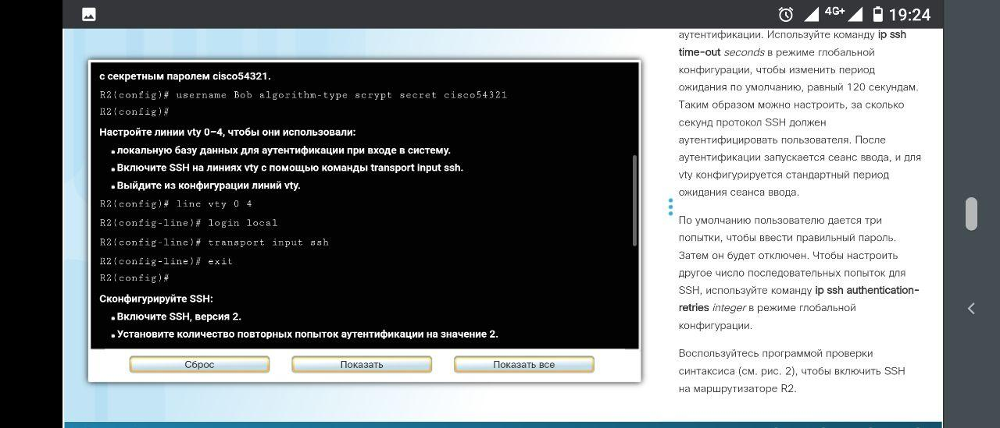 4G+ 19:24
с секретным паролем cisco54321.
R2(config)# username Bob algorithm-type scrypt secret cisco54321
R2(config)#
Настройте линии vty 0–4, чтобы они использовали:
локальную базу данных для аутентификации при входе в систему.
Включите SSH на линиях vty с помощью команды transport input ssh.
Выйдите из конфигурации линий vty.
R2(config)# line vty 0 4
R2(config-line)# login local
R2(config-line)# transport input ssh
R2(config-line)# exit
R2(config)#
Сконфигурируйте SSH:
Включите SSH, версия 2.
Установите количество повторных попыток аутентификации на значение 2.
Сброс
Показать
Показать все
аутентификации. Используйте команду ip ssh
time-out seconds в режиме глобальной
конфигурации, чтобы изменить период
ожидания по умолчанию, равный 120 секундам.
Таким образом можно настроить, за сколько
секунд протокол SSH должен
аутентифицировать пользователя. После
аутентификации запускается сеанс ввода, и для
vty конфигурируется стандартный период
ожидания сеанса ввода.
По умолчанию пользователю дается три
попытки, чтобы ввести правильный пароль.
Затем он будет отключен. Чтобы настроить
другое число последовательных попыток для
SSH, используйте команду ip ssh authentication-
retries integer в режиме глобальной
конфигурации.
Воспользуйтесь программой проверки
синтаксиса (см. рис. 2), чтобы включить SSH
на маршрутизаторе R2.